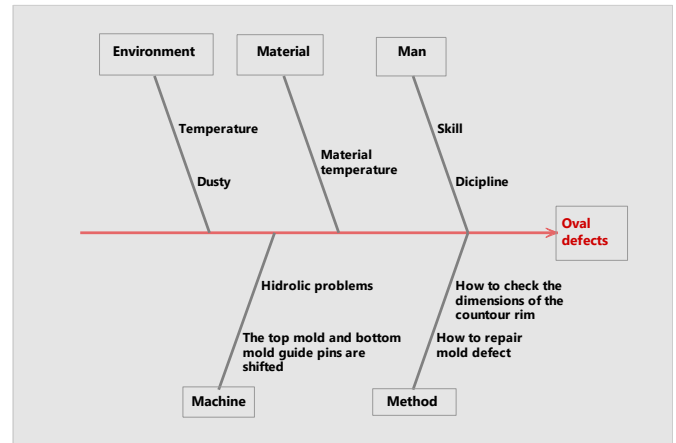 Environment
Material
Man
Temperature
Dusty
Material
temperature
Skill
Dicipline
Oval
defects
Hidrolic problems
The top mold and bottom
mold guide pins are
shifted
How to check the
dimensions of the
countour rim
How to repair
mold defect
Machine
Method